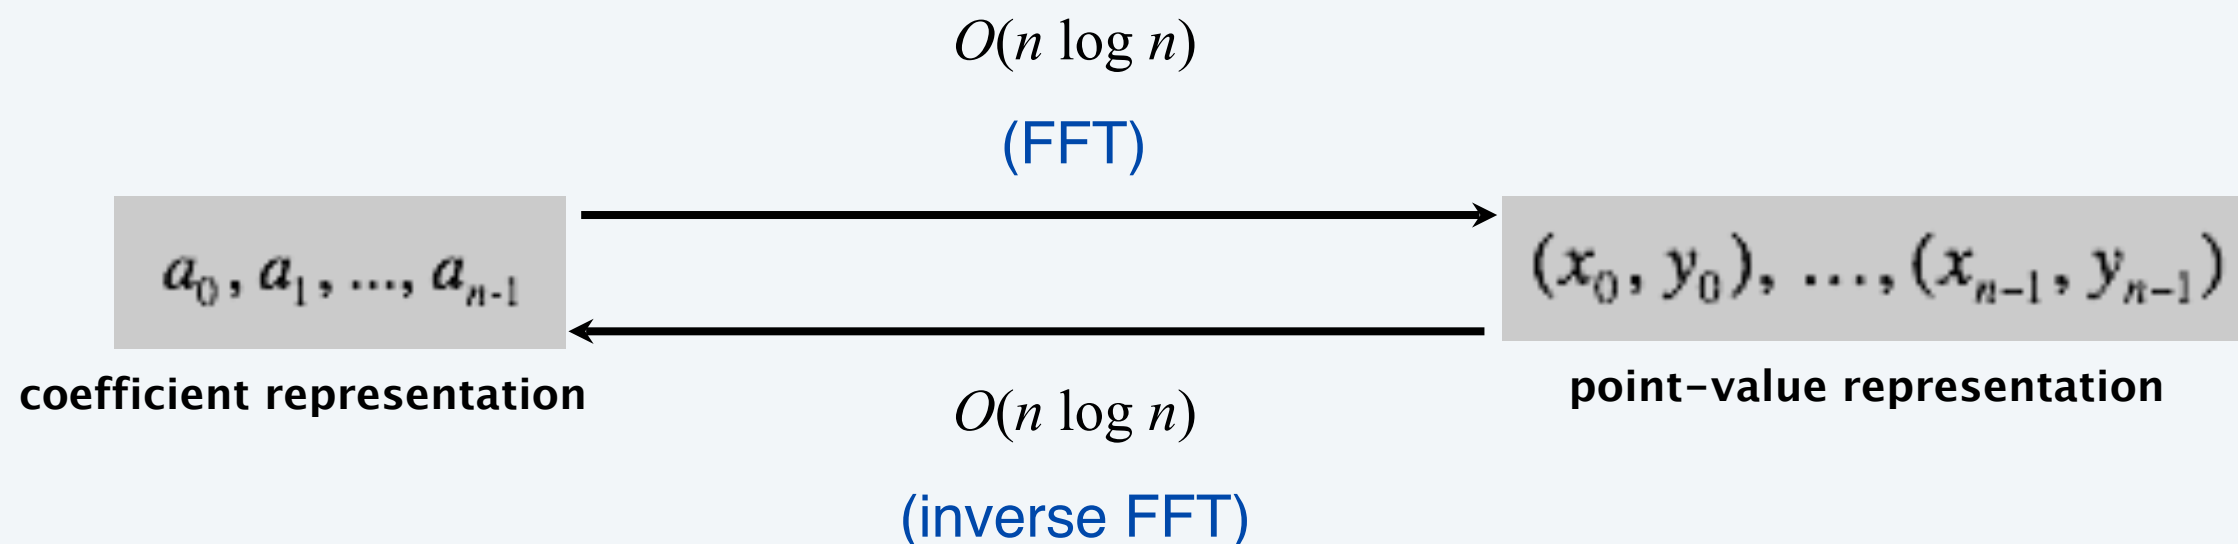 O(n log n)
(FFT)
a₀, a₁, ..., aₙ₋₁
(x₀, y₀), ..., (xₙ₋₁, yₙ₋₁)
coefficient representation
point-value representation
O(n log n)
(inverse FFT)